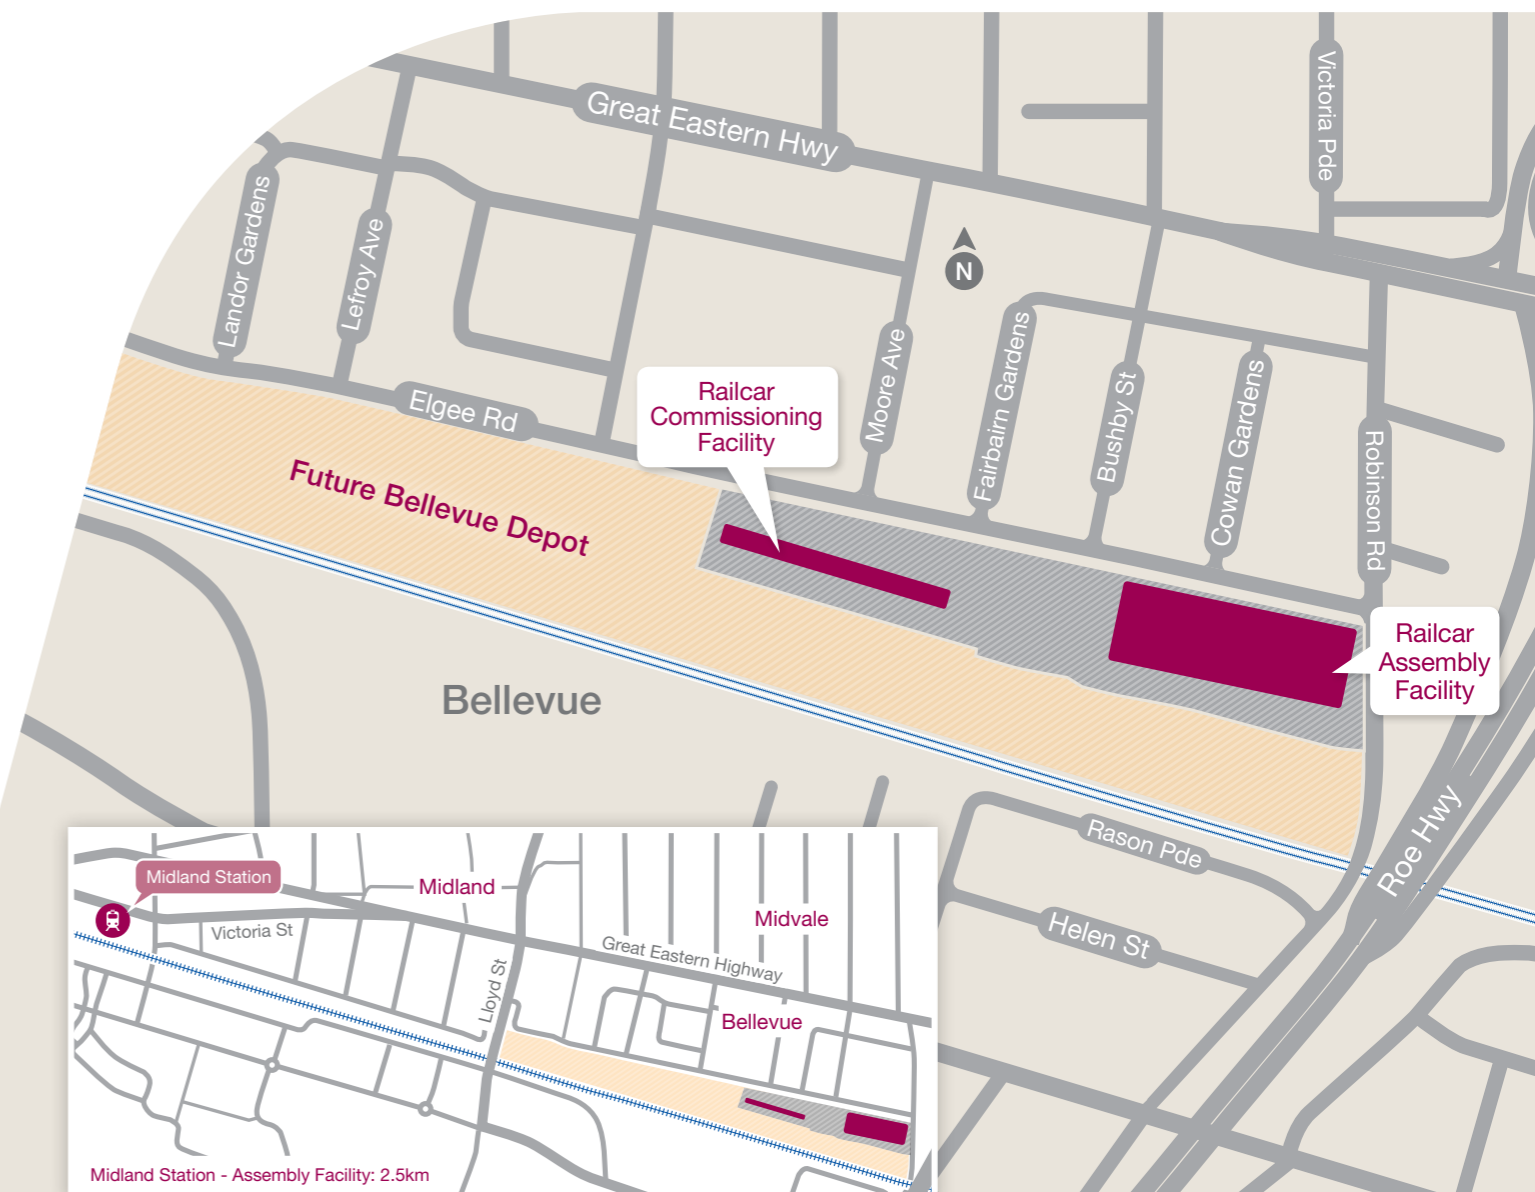 Great Eastern Hwy
Victoria Pde
Landor Gardens
Lefroy Ave
N
Moore Ave
Fairbairn Gardens
Bushby St
Cowan Gardens
Robinson Rd
Elgee Rd
Railcar
Commissioning
Facility
Future Bellevue Depot
Railcar
Assembly
Facility
Bellevue
Rason Pde
Roe Hwy
Helen St
Midland Station
Midland
Midvale
Victoria St
Great Eastern Highway
Lloyd St
Bellevue
Midland Station - Assembly Facility: 2.5km